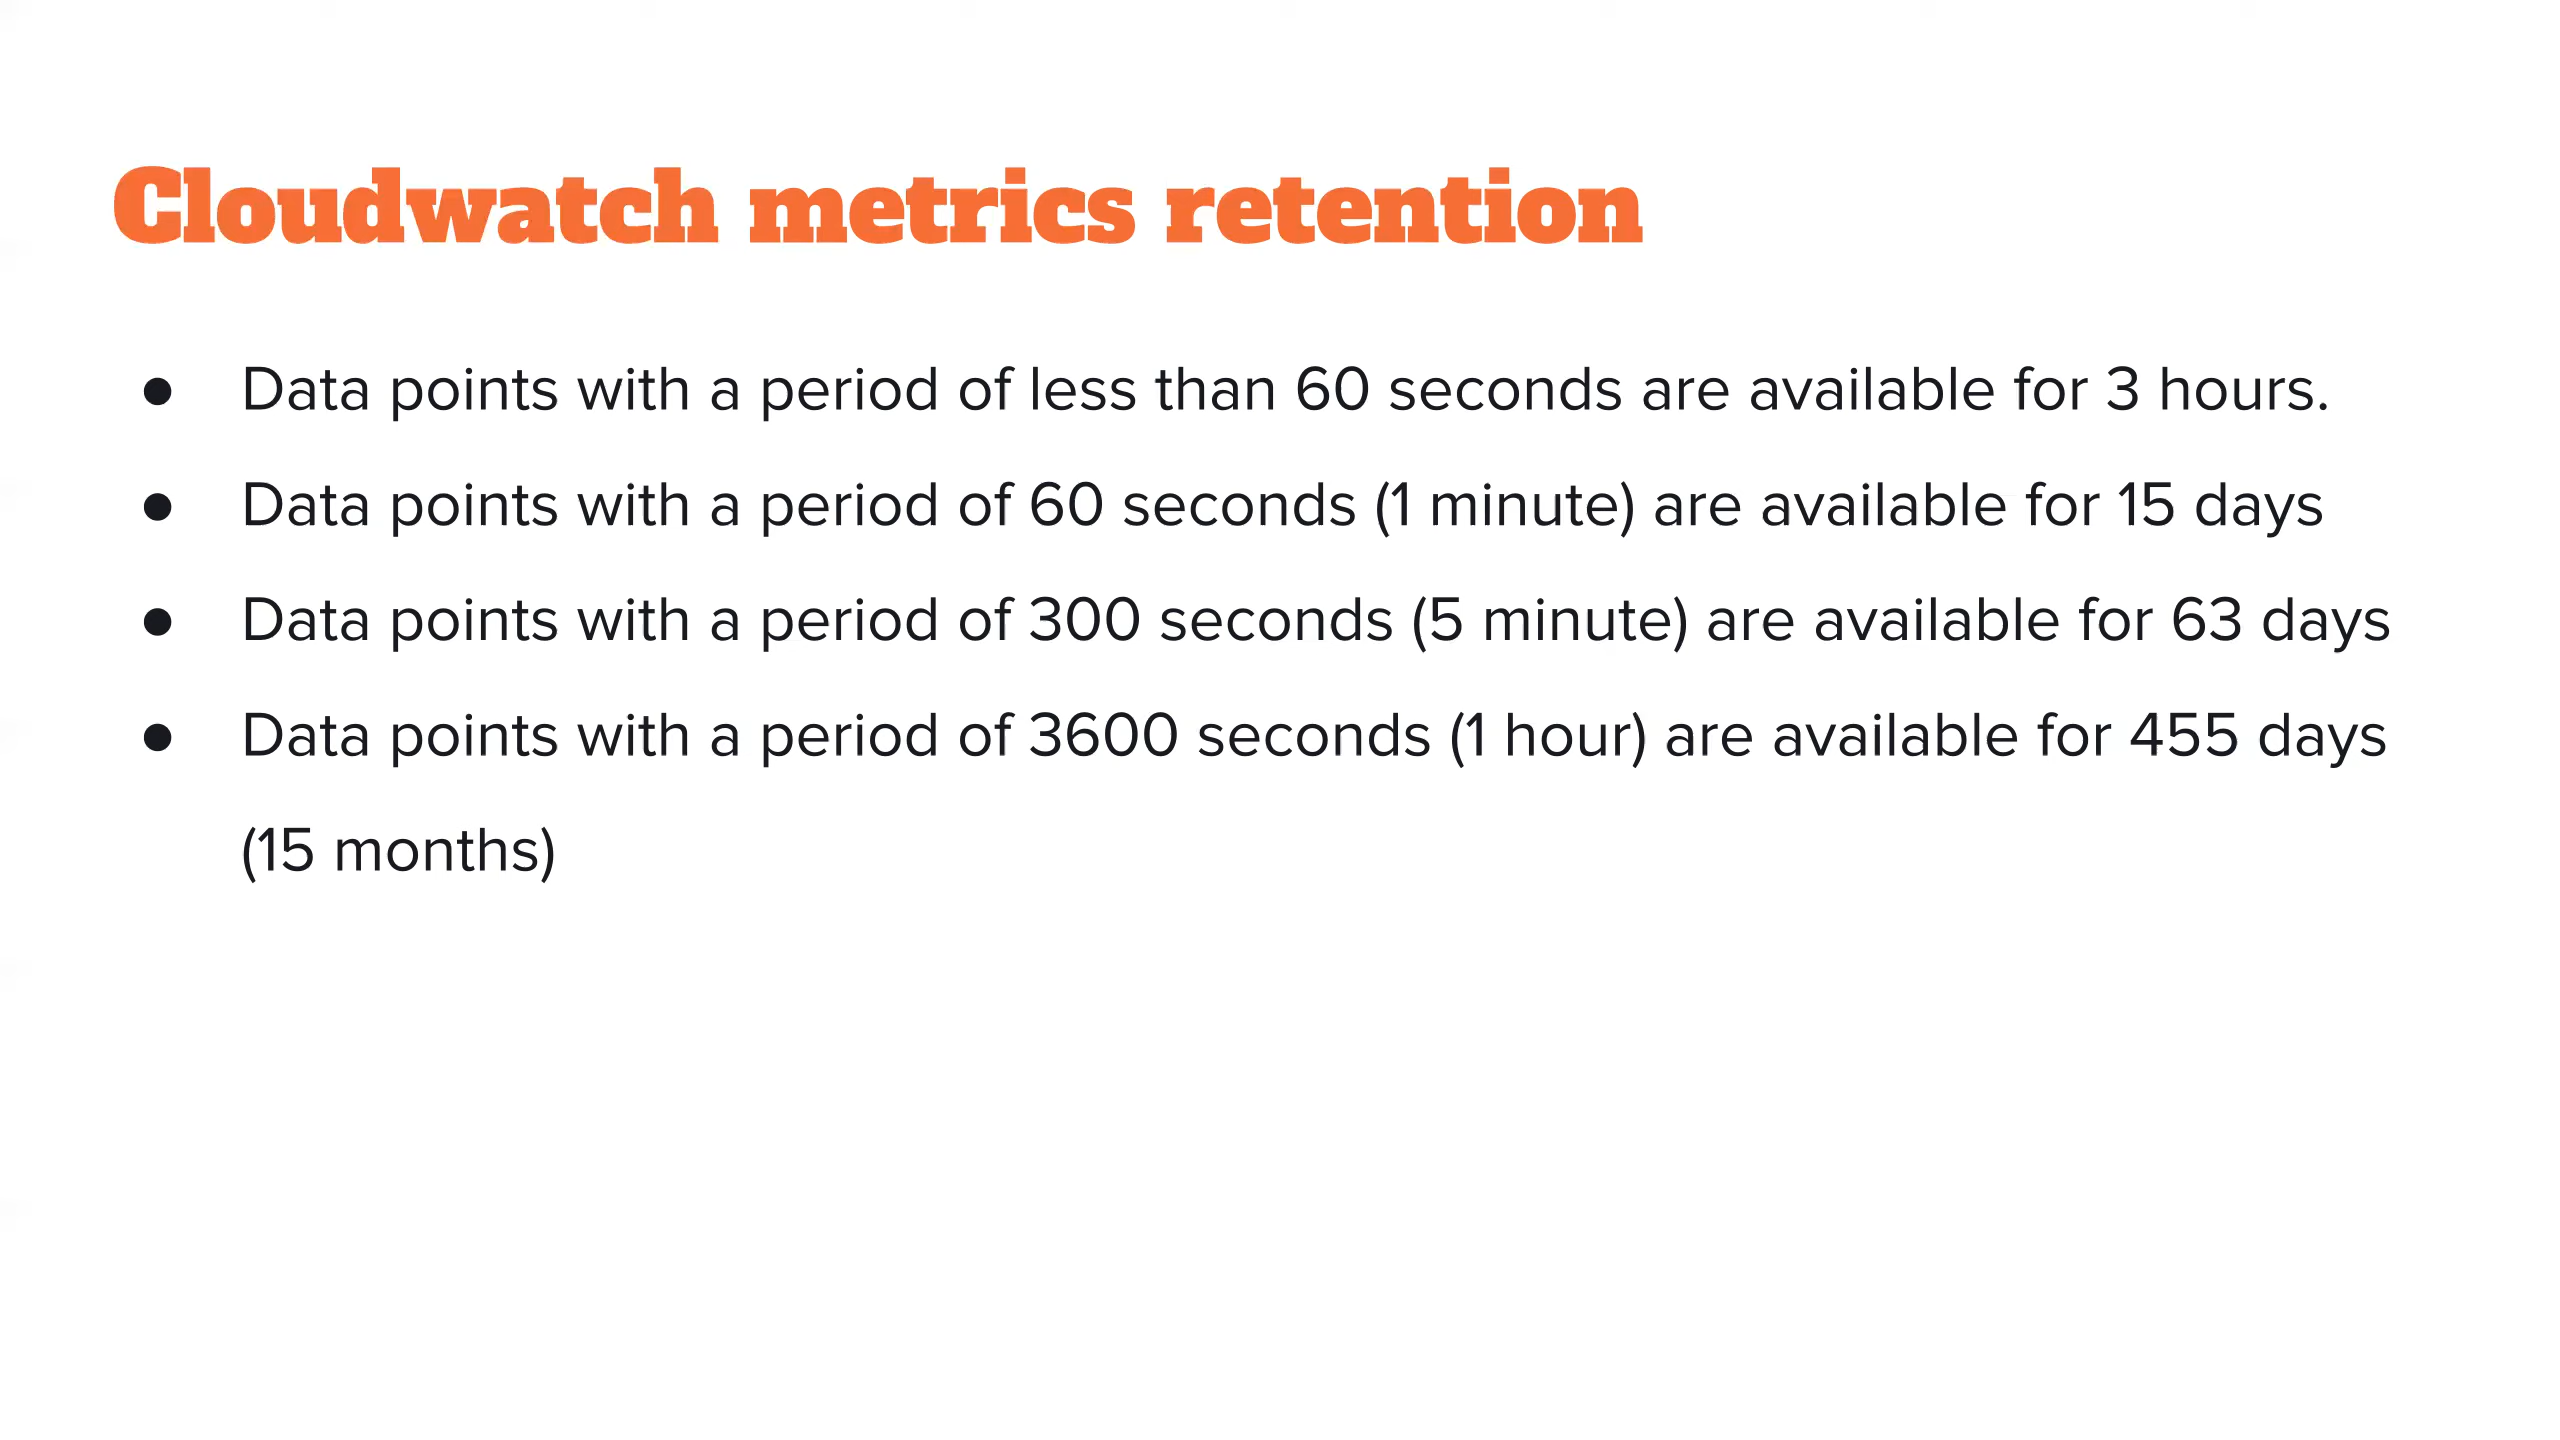 Cloudwatch metrics retention
● Data points with a period of less than 60 seconds are available for 3 hours.
● Data points with a period of 60 seconds (1 minute) are available for 15 days
● Data points with a period of 300 seconds (5 minute) are available for 63 days
● Data points with a period of 3600 seconds (1 hour) are available for 455 days
(15 months)